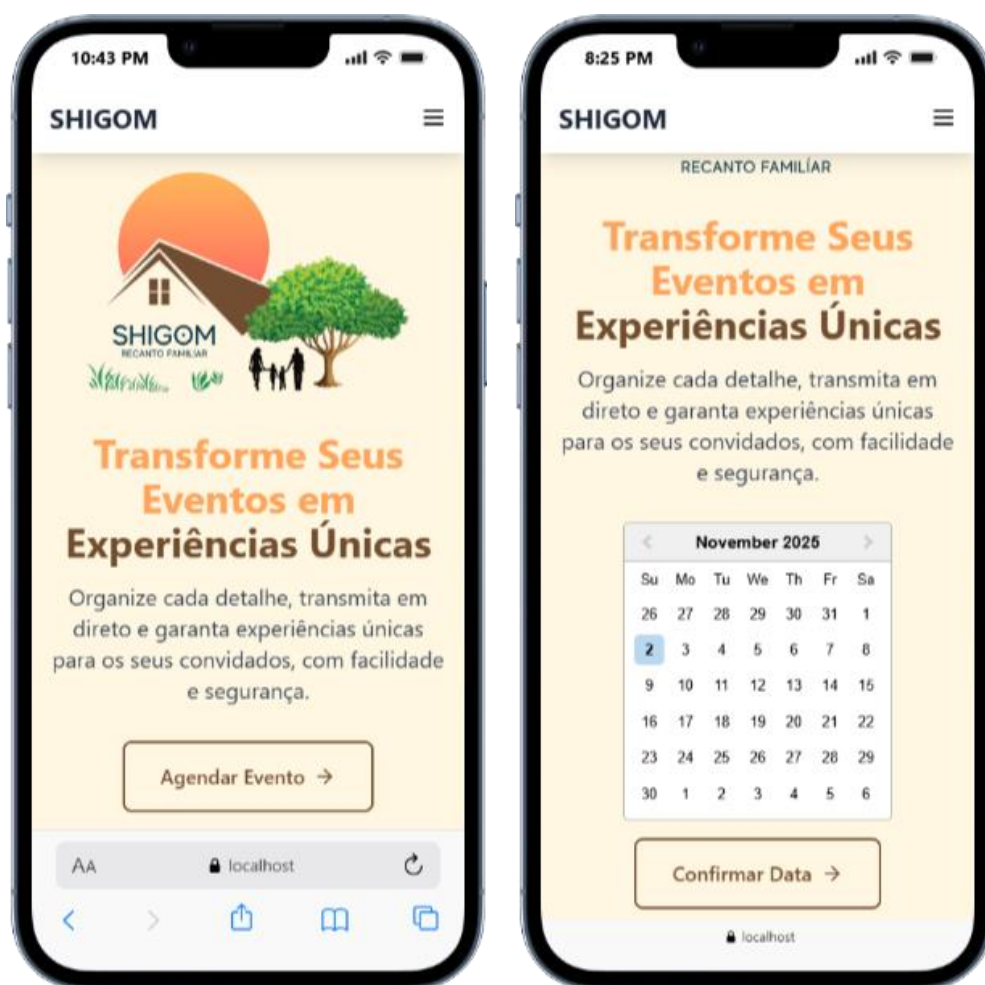 10:43 PM
SHIGOM
SHIGOM
RECANTO FAMILIAR
Transforme Seus
Eventos em
Experiências Únicas
Organize cada detalhe, transmita em
direto e garanta experiências únicas
para os seus convidados, com facilidade
e segurança.
Agendar Evento →
AA
localhost
8:25 PM
SHIGOM
RECANTO FAMILÍAR
Transforme Seus
Eventos em
Experiências Únicas
Organize cada detalhe, transmita em
direto e garanta experiências únicas
para os seus convidados, com facilidade
e segurança.
November 2025
Su Mo Tu We Th Fr Sa
26 27 28 29 30 31 1
2 3 4 5 6 7 8
9 10 11 12 13 14 15
16 17 18 19 20 21 22
23 24 25 26 27 28 29
30 1 2 3 4 5 6
Confirmar Data →
localhost